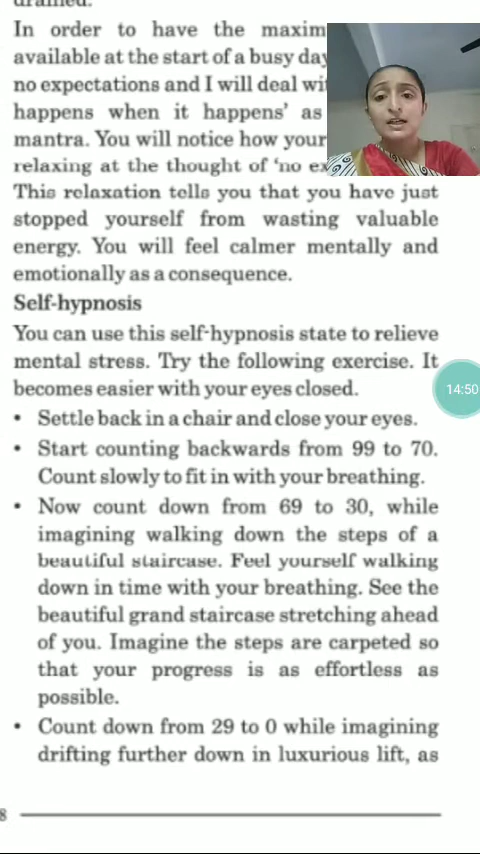 In order to have the maxim
available at the start of a busy day
no expectations and I will deal wit
happens when it happens' as
mantra. You will notice how your
relaxing at the thought of 'no ex
This relaxation tells you that you have just
stopped yourself from wasting valuable
energy. You will feel calmer mentally and
emotionally as a consequence.
Self-hypnosis
You can use this self-hypnosis state to relieve
mental stress. Try the following exercise. It
becomes easier with your eyes closed.
14:50
• Settle back in a chair and close your eyes.
• Start counting backwards from 99 to 70.
Count slowly to fit in with your breathing.
• Now count down from 69 to 30, while
imagining walking down the steps of a
beautiful staircase. Feel yourself walking
down in time with your breathing. See the
beautiful grand staircase stretching ahead
of you. Imagine the steps are carpeted so
that your progress is as effortless as
possible.
• Count down from 29 to 0 while imagining
drifting further down in luxurious lift, as
8